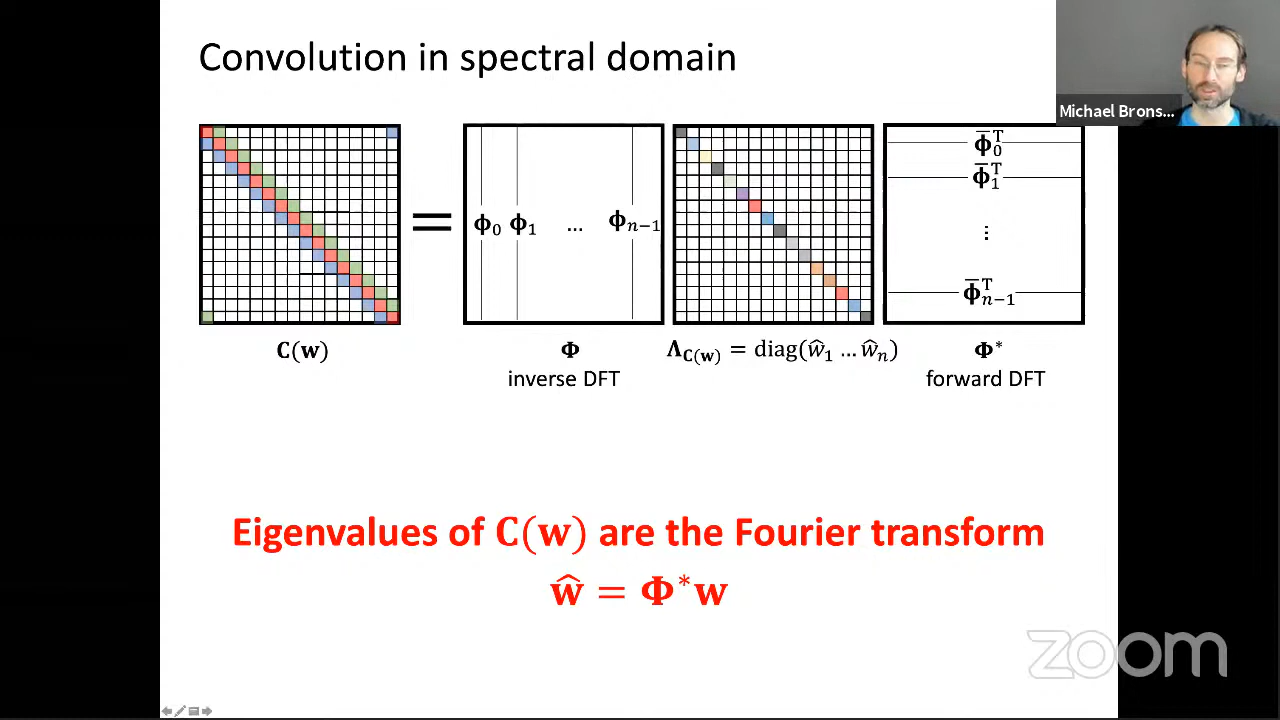 Convolution in spectral domain
Michael Brons...
=
ϕ₀ ϕ₁ ... ϕₙ₋₁
ϕ̅₀ᵀ
ϕ̅₁ᵀ
⋮
ϕ̅ₙ₋₁ᵀ
C(w)
Φ
Λ_C(w) = diag(ŵ₁ … ŵₙ)
Φ*
inverse DFT
forward DFT
Eigenvalues of C(w) are the Fourier transform
ŵ = Φ*w
zoom